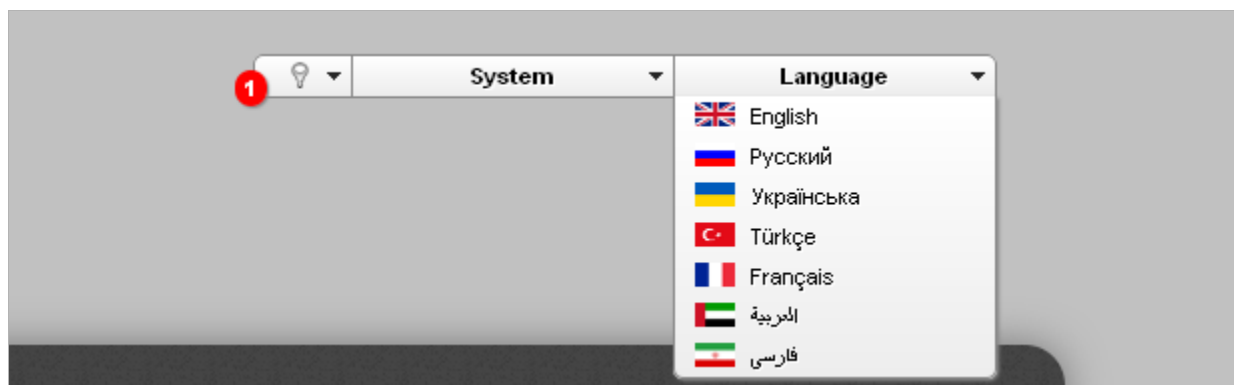 1 System Language
English
Русский
Українська
Türkçe
Français
العربية
فارسی